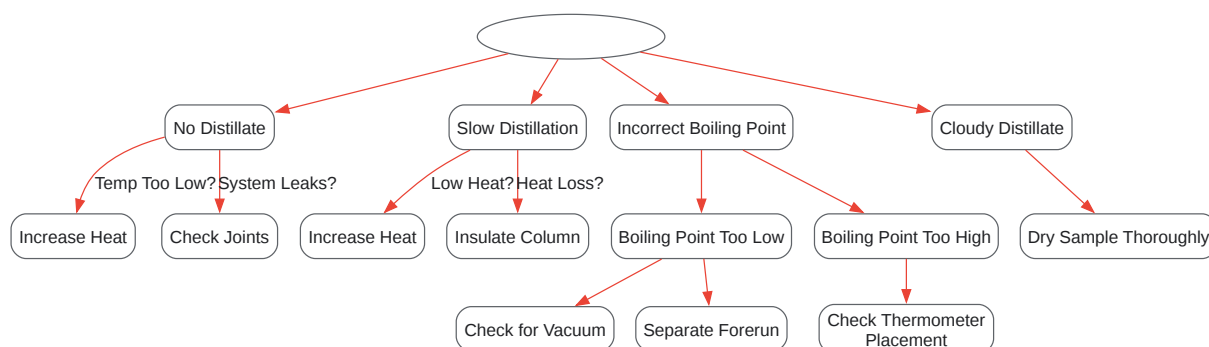 No Distillate
Slow Distillation
Incorrect Boiling Point
Cloudy Distillate
Temp Too Low?
System Leaks?
Low Heat?
Heat Loss?
Increase Heat
Check Joints
Increase Heat
Insulate Column
Boiling Point Too Low
Boiling Point Too High
Dry Sample Thoroughly
Check for Vacuum
Separate Forerun
Check Thermometer
Placement